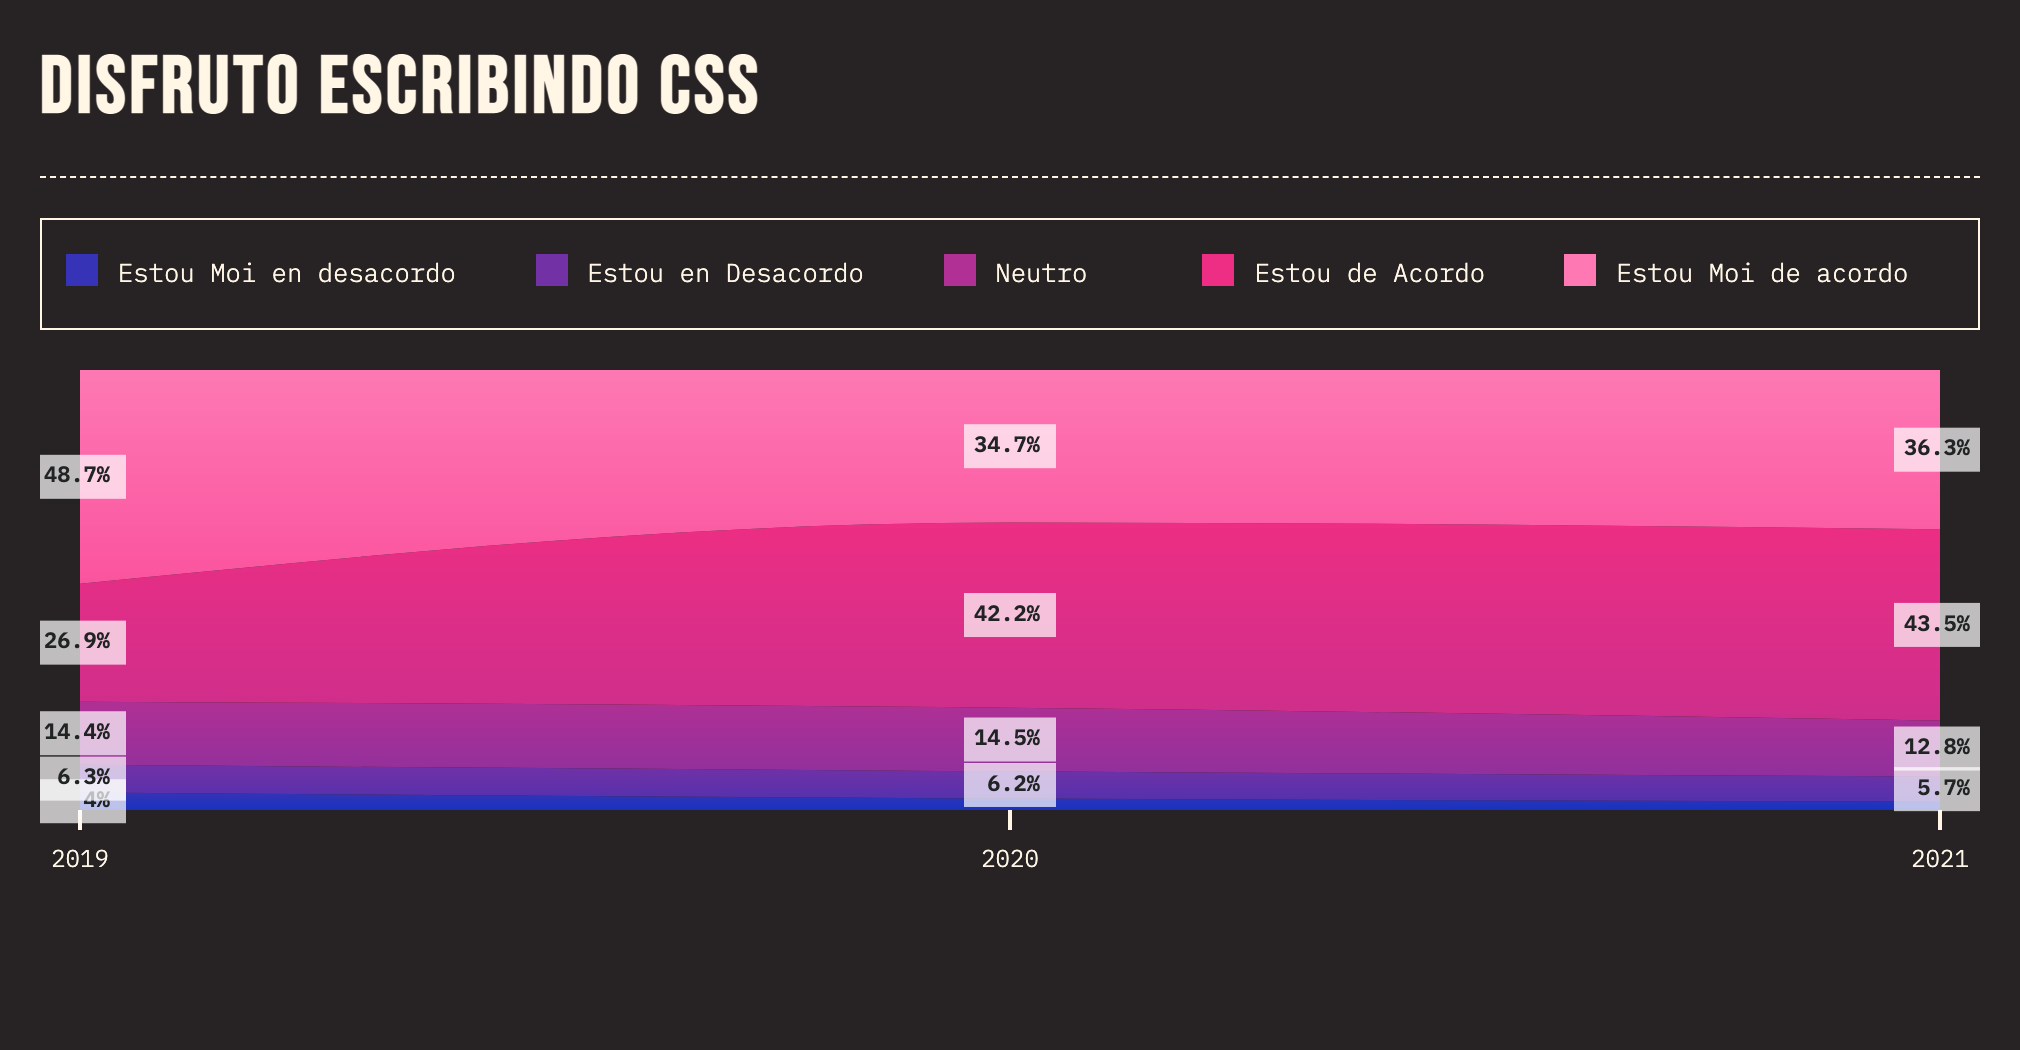 DISFRUTO ESCRIBINDO CSS
Estou Moi en desacordo
Estou en Desacordo
Neutro
Estou de Acordo
Estou Moi de acordo
48.7%
34.7%
36.3%
26.9%
42.2%
43.5%
14.4%
14.5%
12.8%
6.3%
6.2%
5.7%
4%
2019
2020
2021